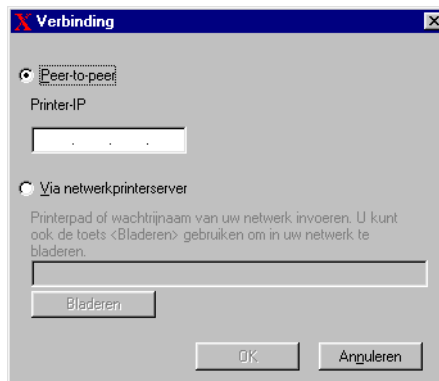 Verbinding
Peer-to-peer
Printer-IP
. . .
Via netwerkprinterserver
Printerpad of wachtrijnaam van uw netwerk invoeren. U kunt
ook de toets <Bladeren> gebruiken om in uw netwerk te
bladeren.
Bladeren
OK Annuleren